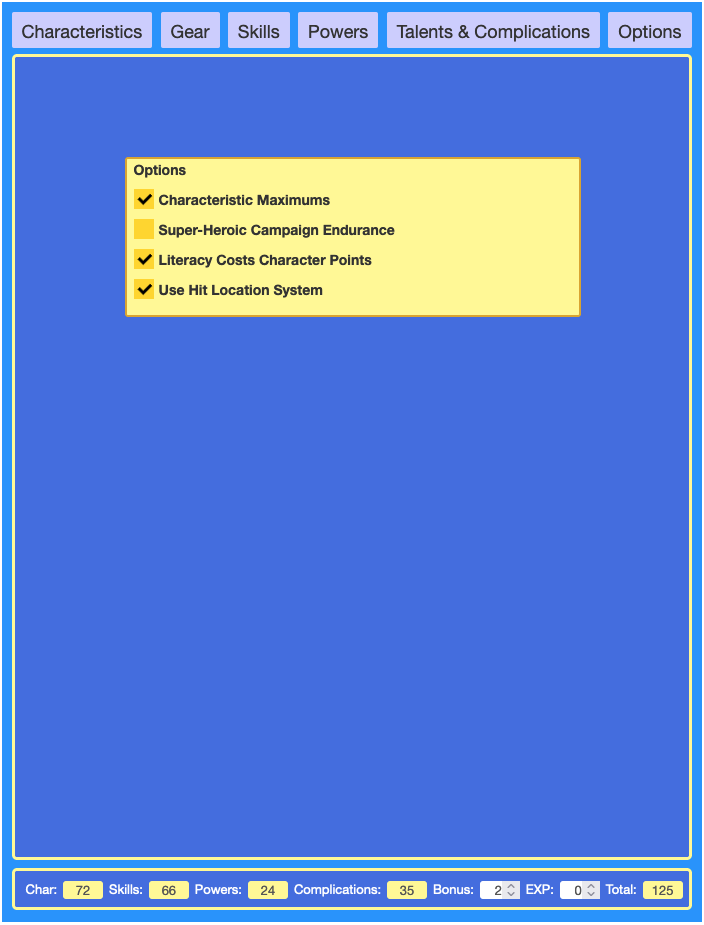 Characteristics Gear Skills Powers Talents & Complications Options
Options
Characteristic Maximums
Super-Heroic Campaign Endurance
Literacy Costs Character Points
Use Hit Location System
Char: 72 Skills: 66 Powers: 24 Complications: 35 Bonus: 2 EXP: 0 Total: 125